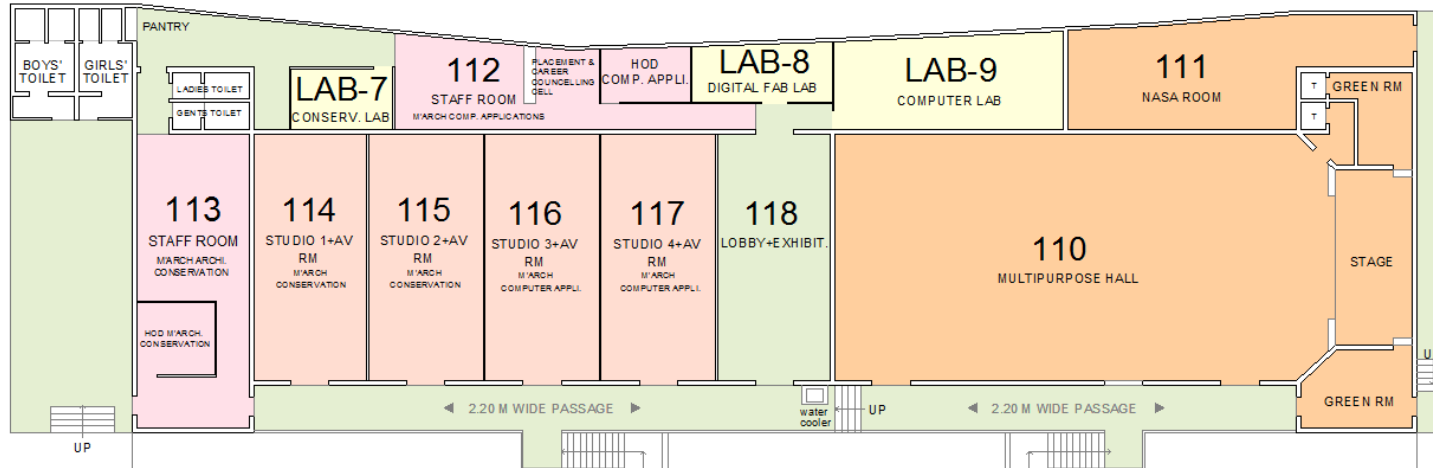 PANTRY
BOYS'
TOILET
GIRLS'
TOILET
LADIES TOILET
GENTS TOILET
LAB-7
CONSERV. LAB
112
STAFF ROOM
M'ARCH COMP. APPLICATIONS
PLACEMENT &
CAREER
COUNCELLING
CELL
HOD
COMP. APPLI.
LAB-8
DIGITAL FAB LAB
LAB-9
COMPUTER LAB
111
NASA ROOM
T
T
GREEN RM
113
STAFF ROOM
M'ARCH ARCHI.
CONSERVATION
HOD M'ARCH.
CONSERVATION
114
STUDIO 1+AV
RM
M'ARCH
CONSERVATION
115
STUDIO 2+AV
RM
M'ARCH
CONSERVATION
116
STUDIO 3+AV
RM
M'ARCH
COMPUTER APPLI.
117
STUDIO 4+AV
RM
M'ARCH
COMPUTER APPLI.
118
LOBBY+EXHIBIT.
110
MULTIPURPOSE HALL
STAGE
GREEN RM
UP
2.20 M WIDE PASSAGE
water
cooler
UP
2.20 M WIDE PASSAGE